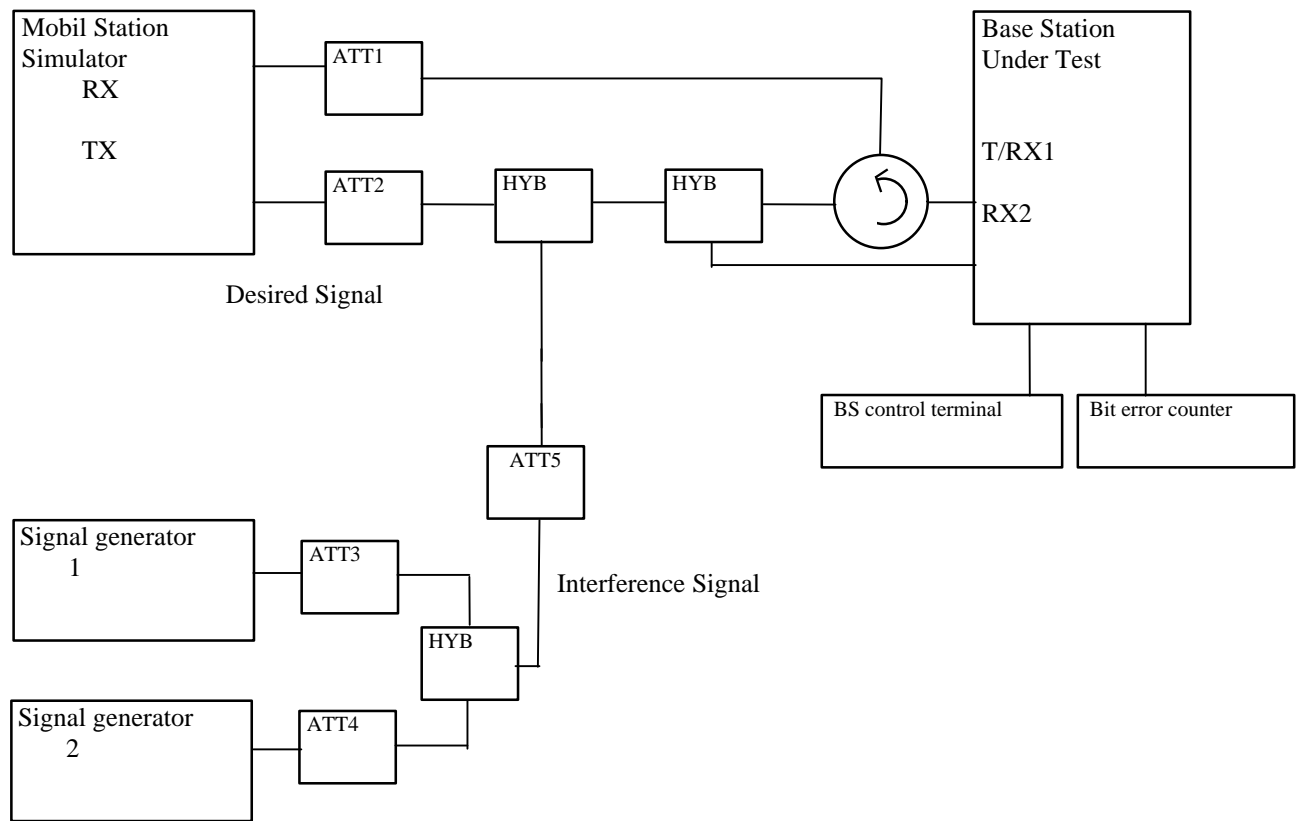 Mobil Station
Simulator
RX
TX
ATT1
ATT2
HYB
HYB
Base Station
Under Test
T/RX1
RX2
Desired Signal
BS control terminal
Bit error counter
ATT5
Signal generator
1
ATT3
Interference Signal
HYB
Signal generator
2
ATT4